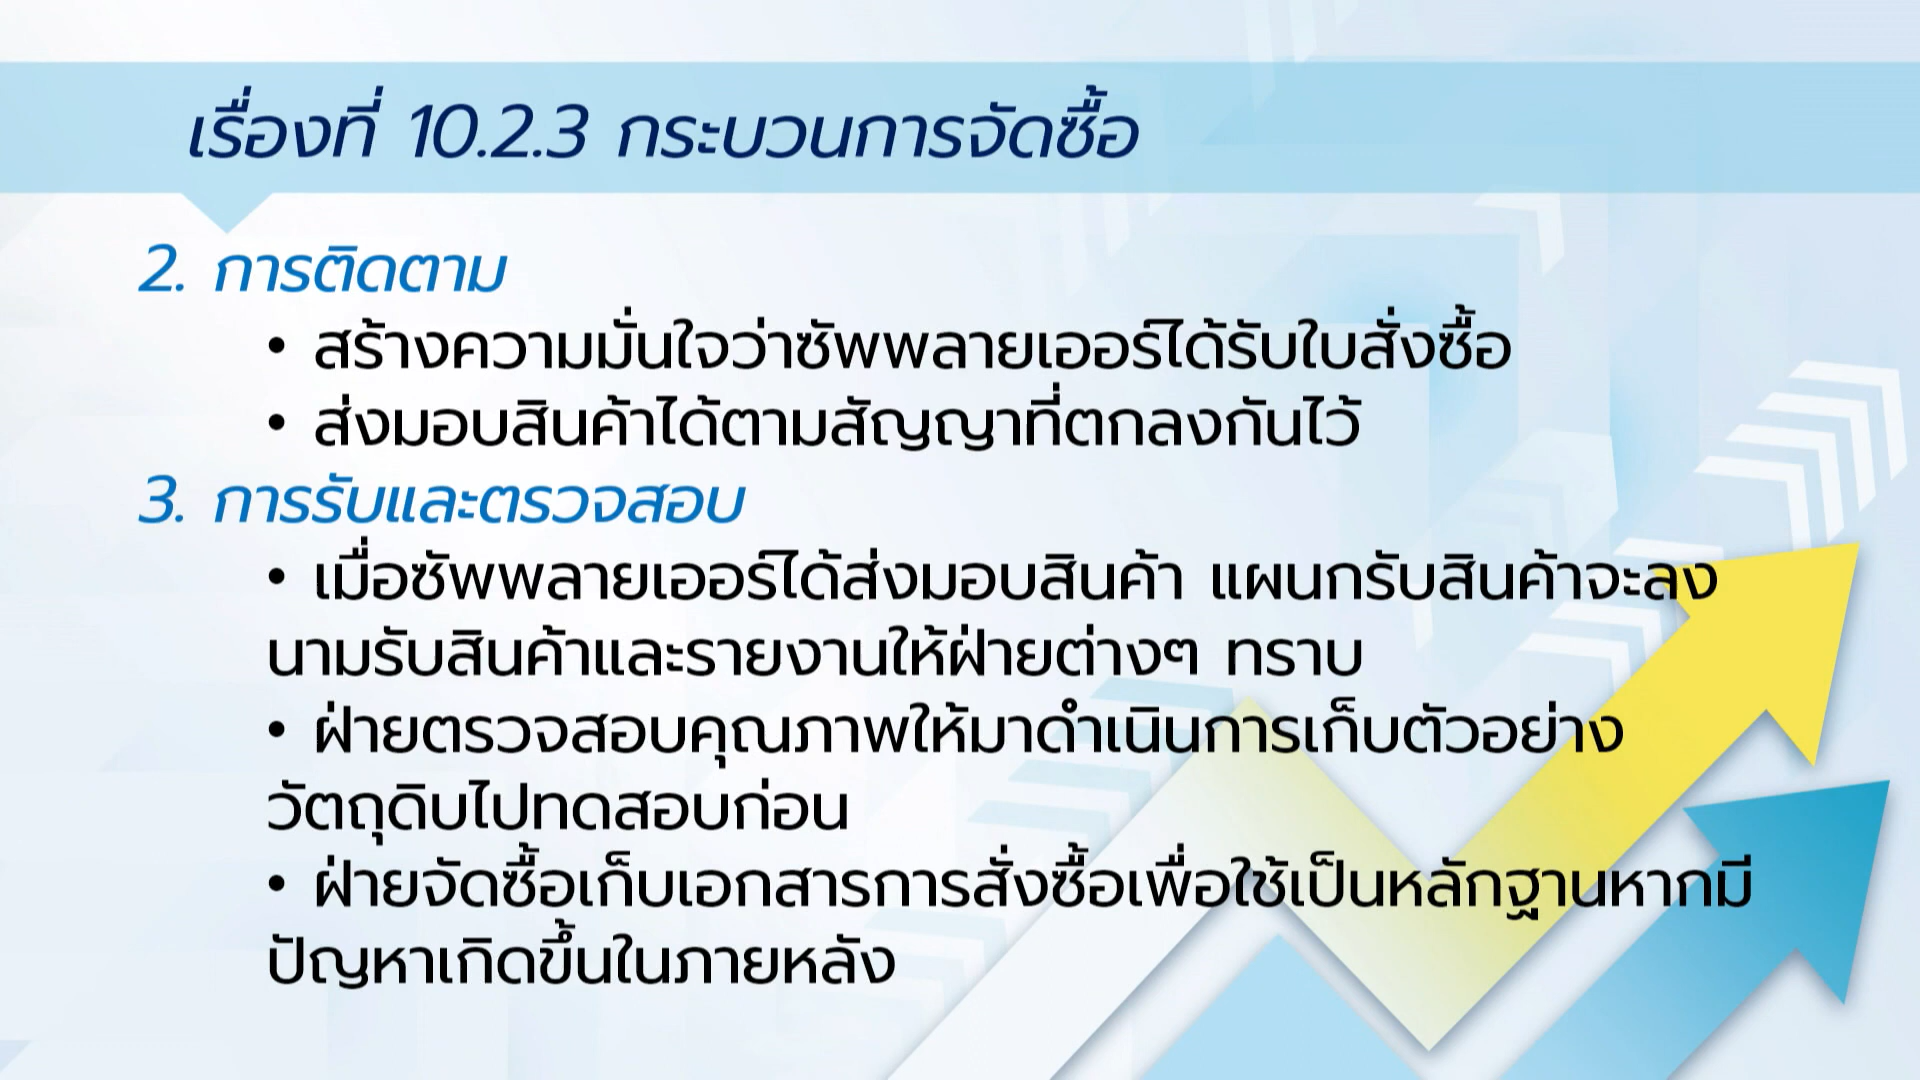 เรื่องที่ 10.2.3 กระบวนการจัดซื้อ
2. การติดตาม
• สร้างความมั่นใจว่าซัพพลายเออร์ได้รับใบสั่งซื้อ
• ส่งมอบสินค้าได้ตามสัญญาที่ตกลงกันไว้
3. การรับและตรวจสอบ
• เมื่อซัพพลายเออร์ได้ส่งมอบสินค้า แผนกรับสินค้าจะลง
นามรับสินค้าและรายงานให้ฝ่ายต่างๆ ทราบ
• ฝ่ายตรวจสอบคุณภาพให้มาดำเนินการเก็บตัวอย่าง
วัตถุดิบไปทดสอบก่อน
• ฝ่ายจัดซื้อเก็บเอกสารการสั่งซื้อเพื่อใช้เป็นหลักฐานหากมี
ปัญหาเกิดขึ้นในภายหลัง